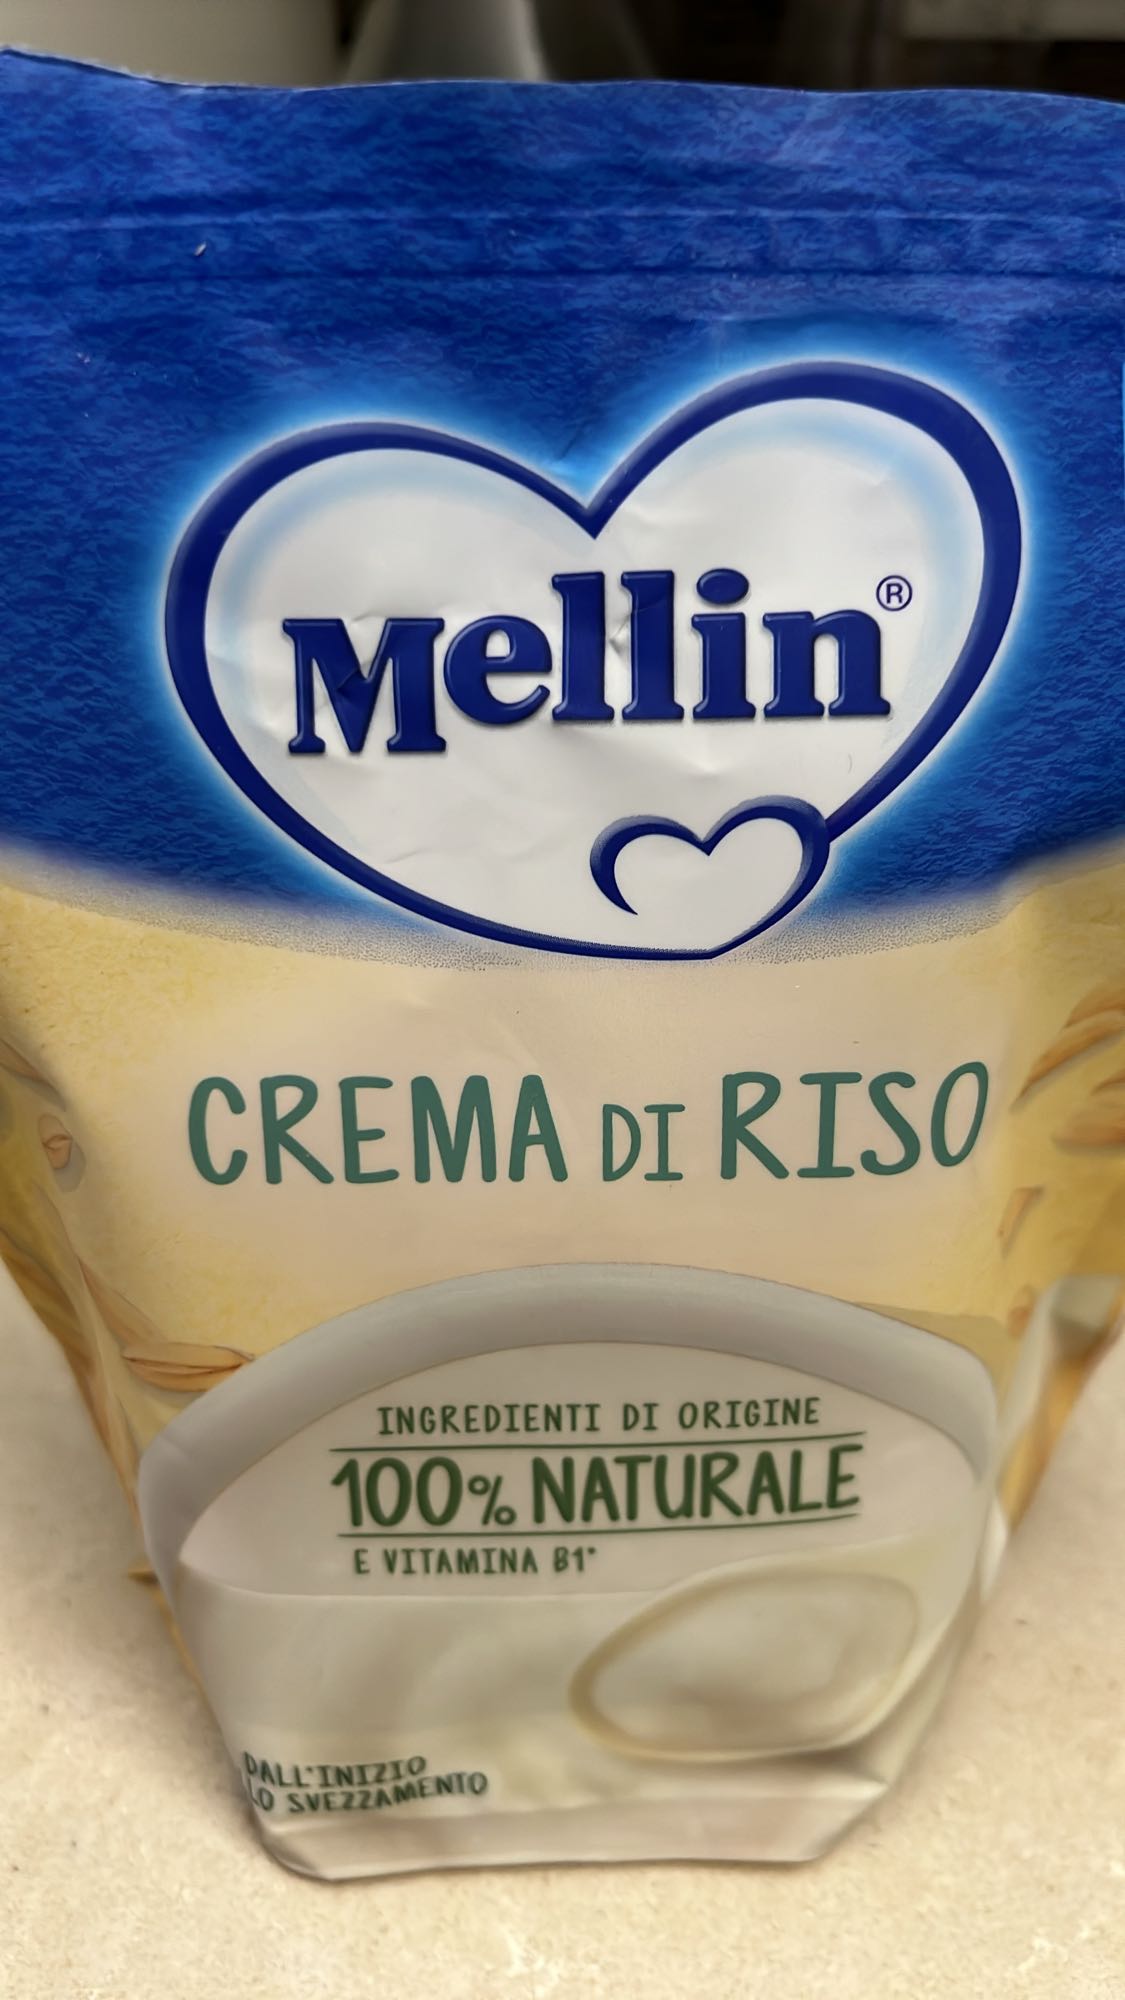 Mellin®
CREMA DI RISO
INGREDIENTI DI ORIGINE
100% NATURALE
E VITAMINA B1*
DALL'INIZIO
LO SVEZZAMENTO